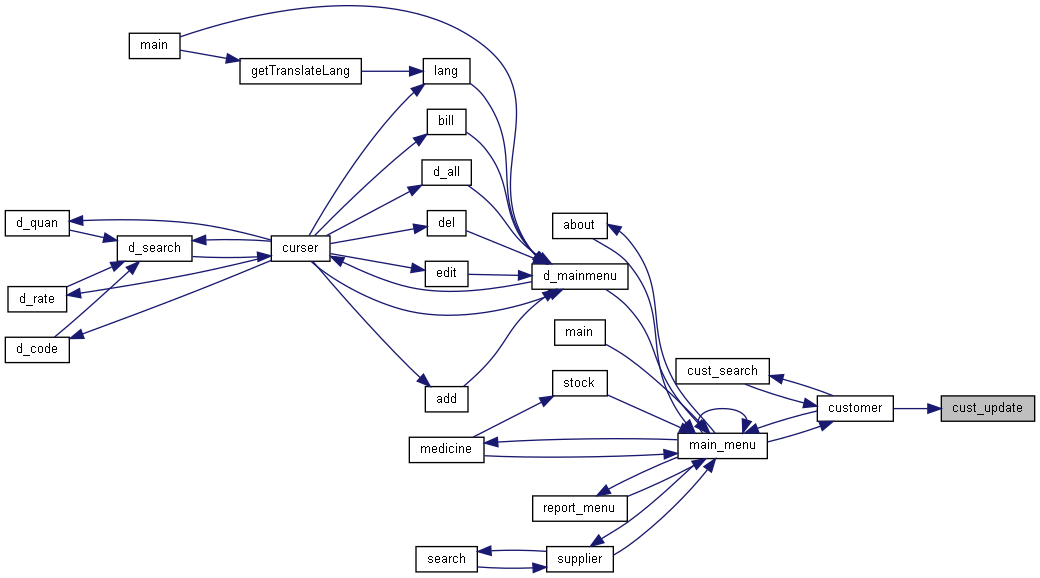 main
getTranslateLang
lang
bill
d_all
d_quan
del
about
d_search
curser
edit
d_mainmenu
d_rate
main
d_code
cust_search
stock
add
customer
cust_update
medicine
main_menu
report_menu
search
supplier